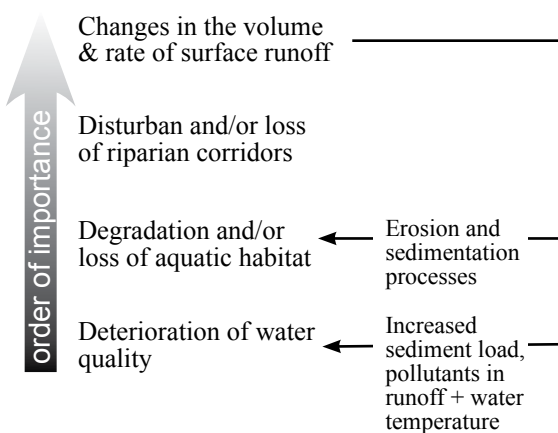 Changes in the volume
& rate of surface runoff
Disturban and/or loss
of riparian corridors
Degradation and/or
loss of aquatic habitat
Erosion and
sedimentation
processes
Deterioration of water
quality
Increased
sediment load,
pollutants in
runoff + water
temperature
order of importance